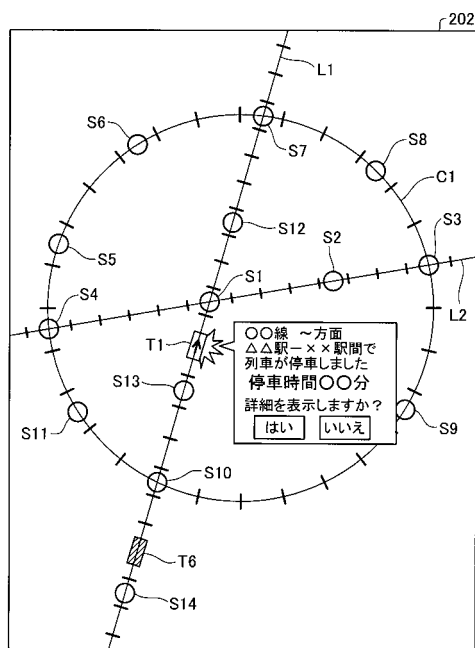 202
L1
S6
S7
S8
C1
S12
S3
S2
S5
S1
S4
L2
T1
○○線 ～方面
△△駅ー××駅間で
列車が停車しました
停車時間○○分
詳細を表示しますか?
はい いいえ
S13
S11
S9
S10
T6
S14